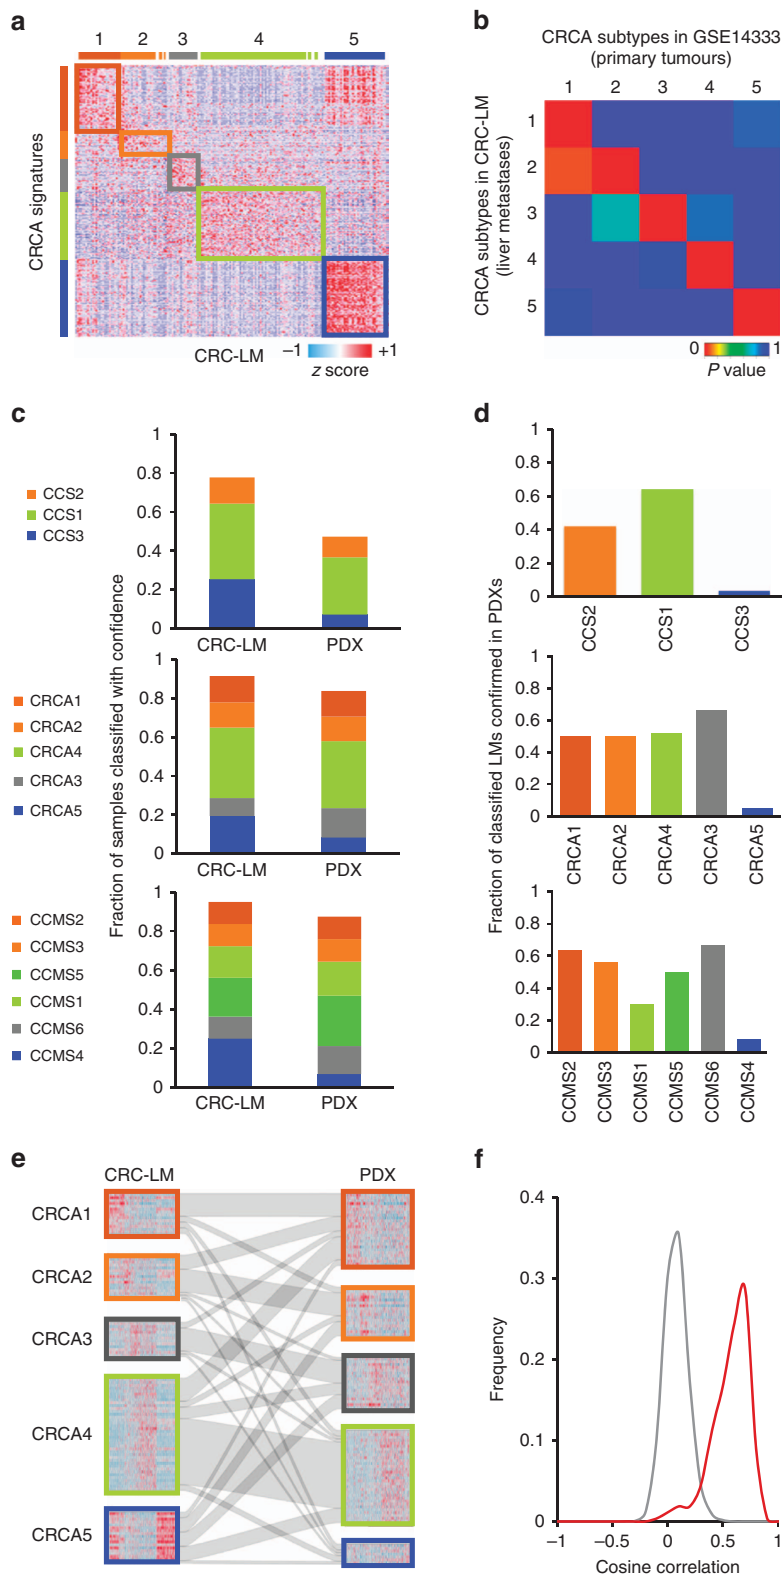 a
1 2 3 4 5
CRCA signatures
CRC-LM
–1 +1
z score
b
CRCA subtypes in GSE14333
(primary tumours)
1 2 3 4 5
CRCA subtypes in CRC-LM
(liver metastases)
1
2
3
4
5
0 1
P value
c
Fraction of samples classified with confidence
CCS2
CCS1
CCS3
1
0.8
0.6
0.4
0.2
0
CRC-LM PDX
CRCA1
CRCA2
CRCA4
CRCA3
CRCA5
1
0.8
0.6
0.4
0.2
0
CRC-LM PDX
CCMS2
CCMS3
CCMS5
CCMS1
CCMS6
CCMS4
1
0.8
0.6
0.4
0.2
0
CRC-LM PDX
d
Fraction of classified LMs confirmed in PDXs
1
0.8
0.6
0.4
0.2
0
CCS2 CCS1 CCS3
1
0.8
0.6
0.4
0.2
0
CRCA1 CRCA2 CRCA4 CRCA3 CRCA5
1
0.8
0.6
0.4
0.2
0
CCMS2 CCMS3 CCMS1 CCMS5 CCMS6 CCMS4
e
CRC-LM PDX
CRCA1
CRCA2
CRCA3
CRCA4
CRCA5
f
0.4
0.3
0.2
0.1
0
Frequency
–1 –0.5 0 0.5 1
Cosine correlation